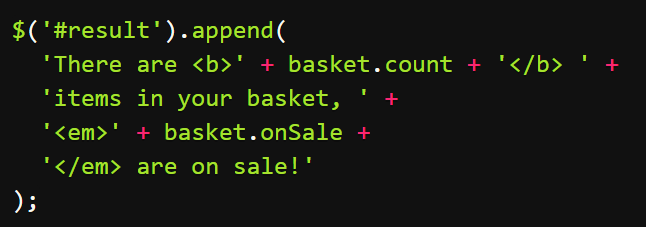 $('#result').append(
  'There are <b>' + basket.count + '</b> ' +
  'items in your basket, ' +
  '<em>' + basket.onSale +
  '</em> are on sale!'
);